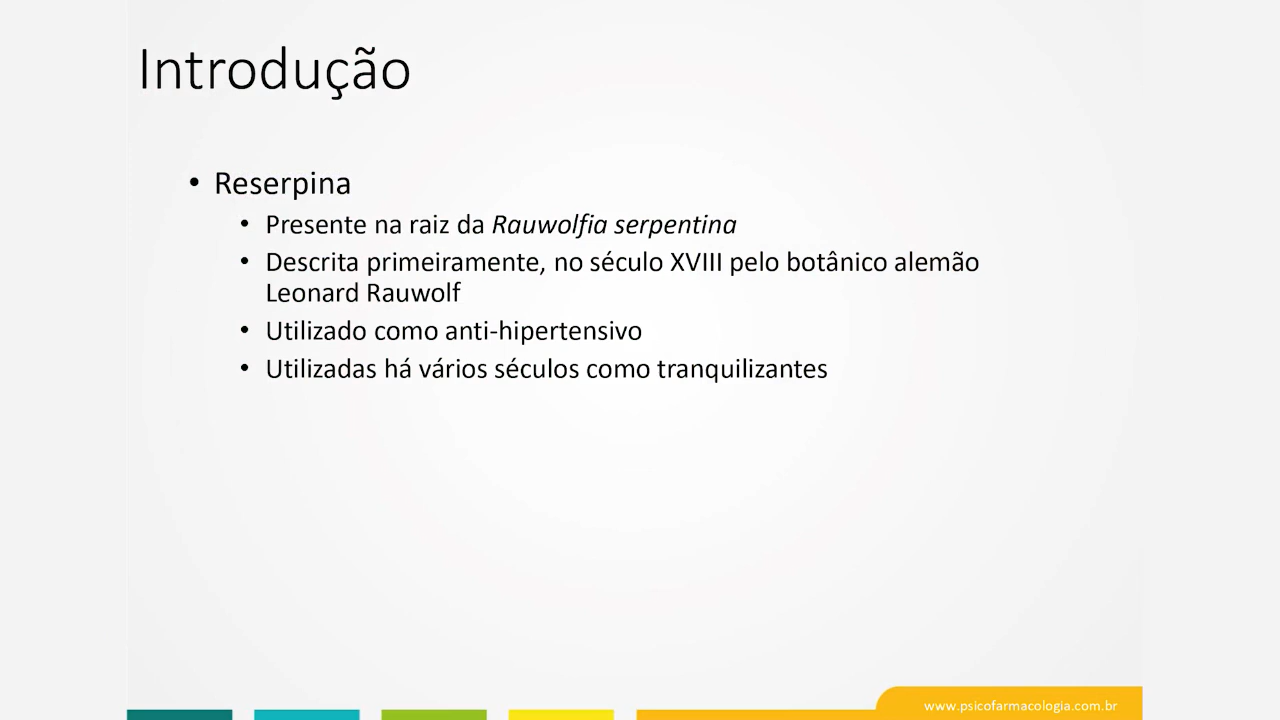 Introdução
• Reserpina
• Presente na raiz da Rauwolfia serpentina
• Descrita primeiramente, no século XVIII pelo botânico alemão
Leonard Rauwolf
• Utilizado como anti-hipertensivo
• Utilizadas há vários séculos como tranquilizantes
www.psicofarmacologia.com.br